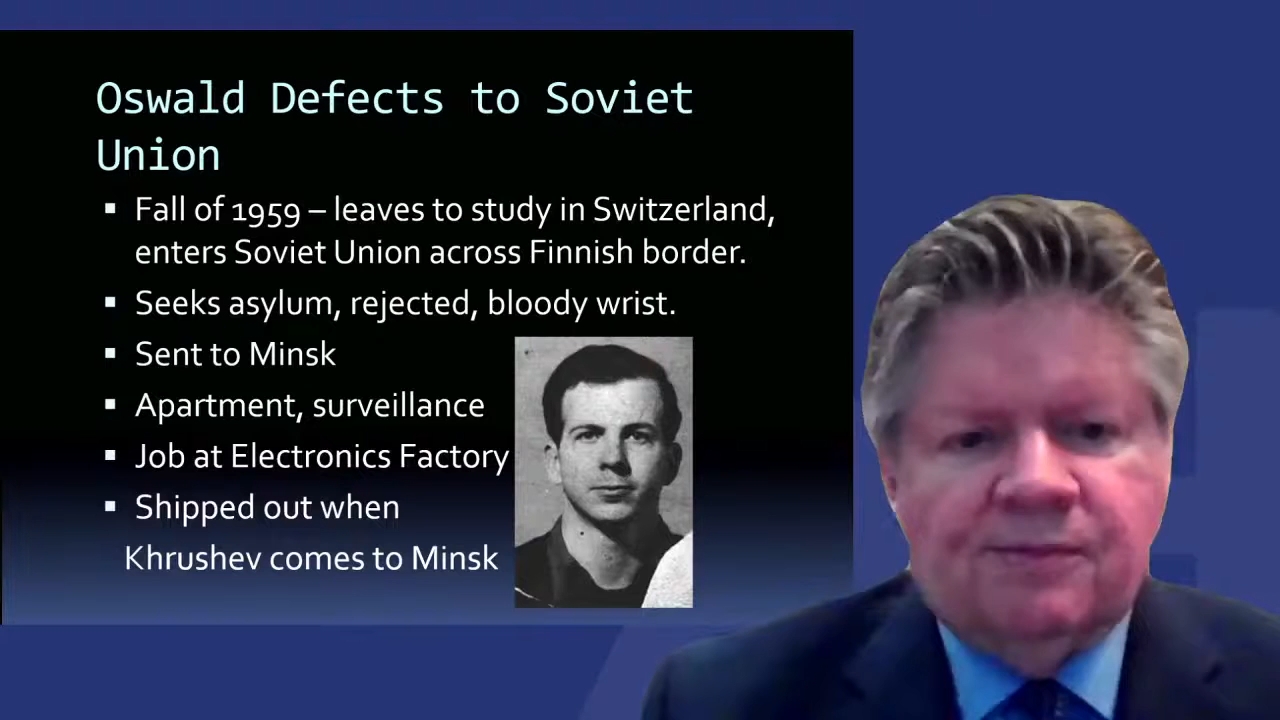 Oswald Defects to Soviet
Union
▪ Fall of 1959 – leaves to study in Switzerland,
enters Soviet Union across Finnish border.
▪ Seeks asylum, rejected, bloody wrist.
▪ Sent to Minsk
▪ Apartment, surveillance
▪ Job at Electronics Factory
▪ Shipped out when
Khrushev comes to Minsk